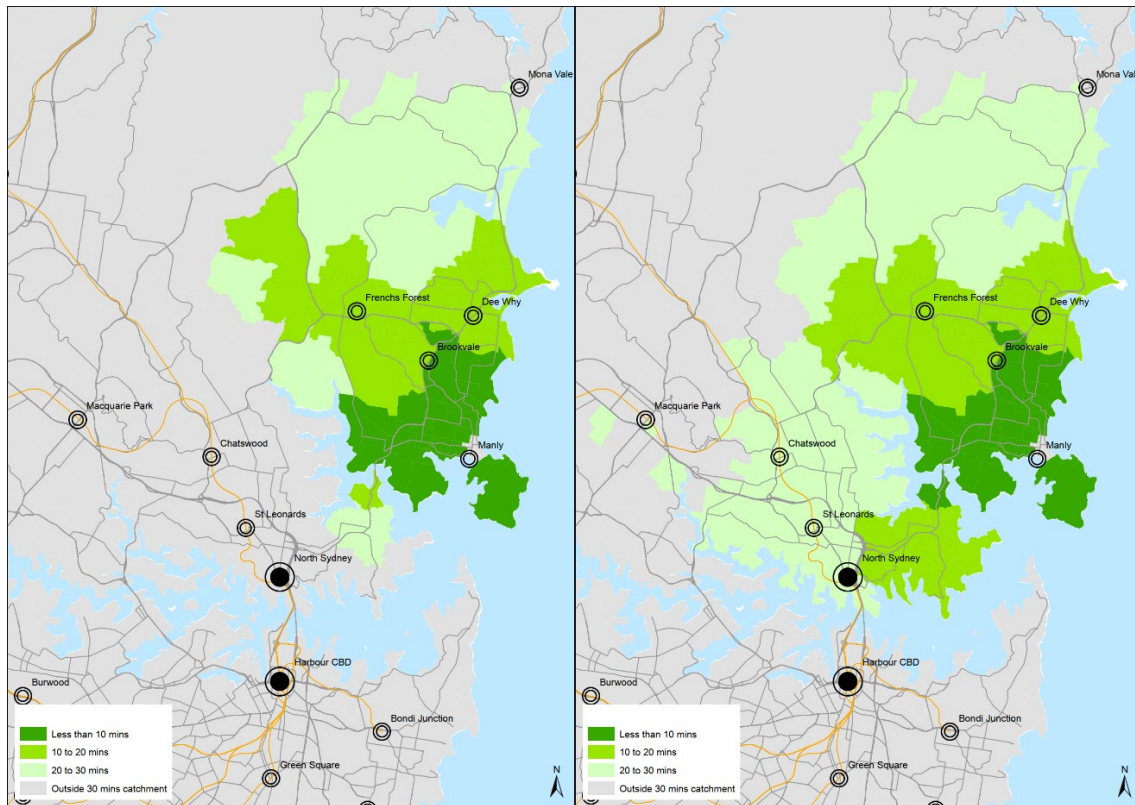 Mona Vale
Frenchs Forest
Dee Why
Brookvale
Macquarie Park
Chatswood
Manly
St Leonards
North Sydney
Harbour CBD
Burwood
Bondi Junction
Green Square
Less than 10 mins
10 to 20 mins
20 to 30 mins
Outside 30 mins catchment
N
Mona Vale
Frenchs Forest
Dee Why
Brookvale
Macquarie Park
Chatswood
Manly
St Leonards
North Sydney
Harbour CBD
Burwood
Bondi Junction
Green Square
Less than 10 mins
10 to 20 mins
20 to 30 mins
Outside 30 mins catchment
N